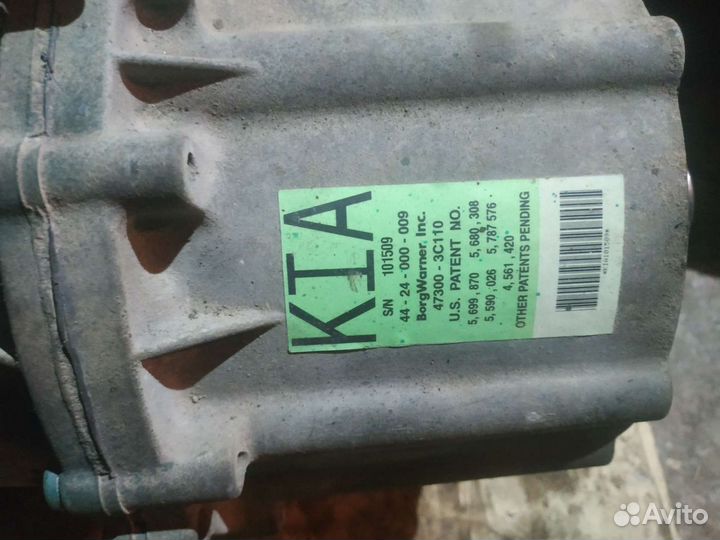 KIA
S/N 101509
44-24-000-009
BorgWarner, Inc.
47300-3C110
U.S. PATENT NO.
5,699,870 5,680,308
5,590,026 5,787,576
4,561,420
OTHER PATENTS PENDING
Avito